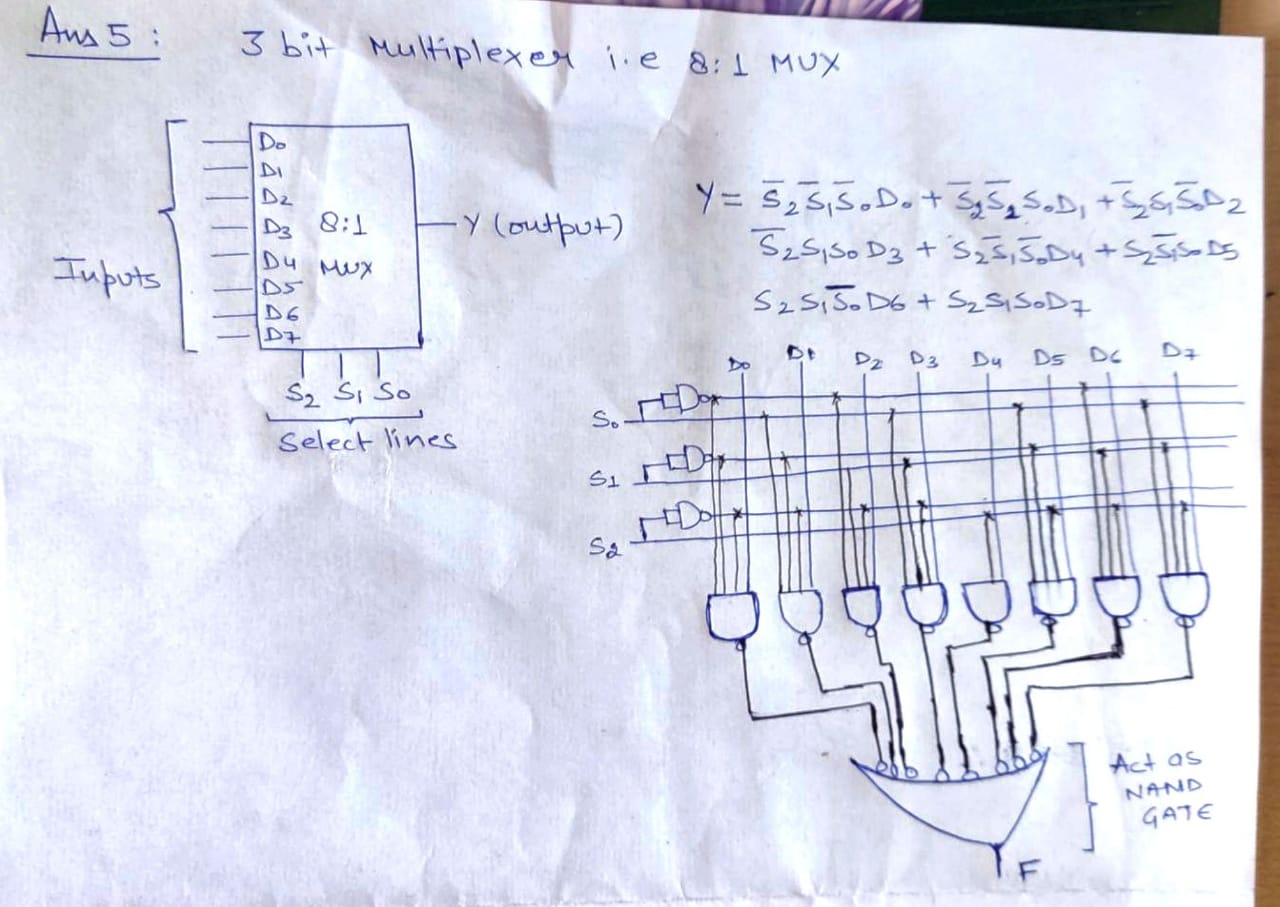 Ans 5 : 3 bit Multiplexer i.e 8:1 MUX
D0
D1
D2
D3
D4
D5
D6
D7
8:1
MUX
Inputs
Y (output)
S2 S1 S0
Select lines
Y = S̅2S̅1S̅0D0 + S̅2S̅2S0D1 + S̅2S1S̅0D2
S̅2S1S0D3 + S2S̅1S̅0D4 + S2S̅1S0D5
S2S1S̅0D6 + S2S1S0D7
D0 D1 D2 D3 D4 D5 D6 D7
S0
S1
S2
Act as
NAND
GATE
F